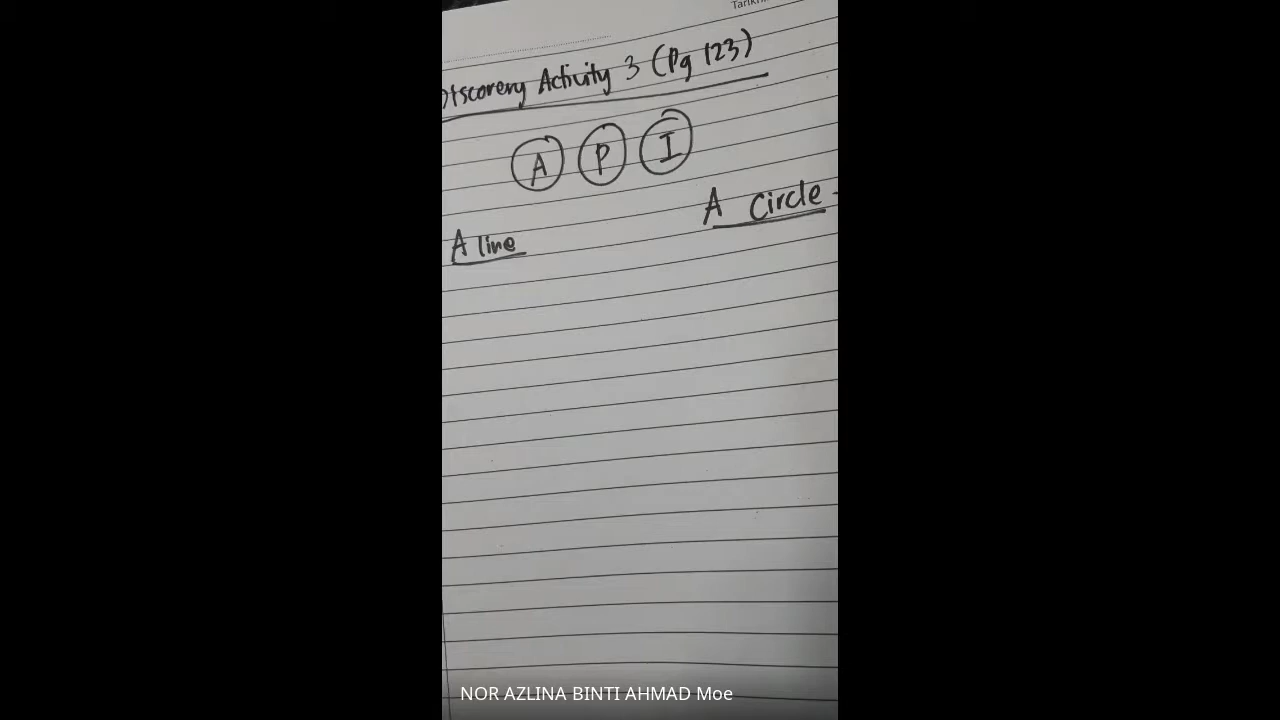 Discovery Activity 3 (Pg 123)
A P I
A Circle
A line
NOR AZLINA BINTI AHMAD Moe